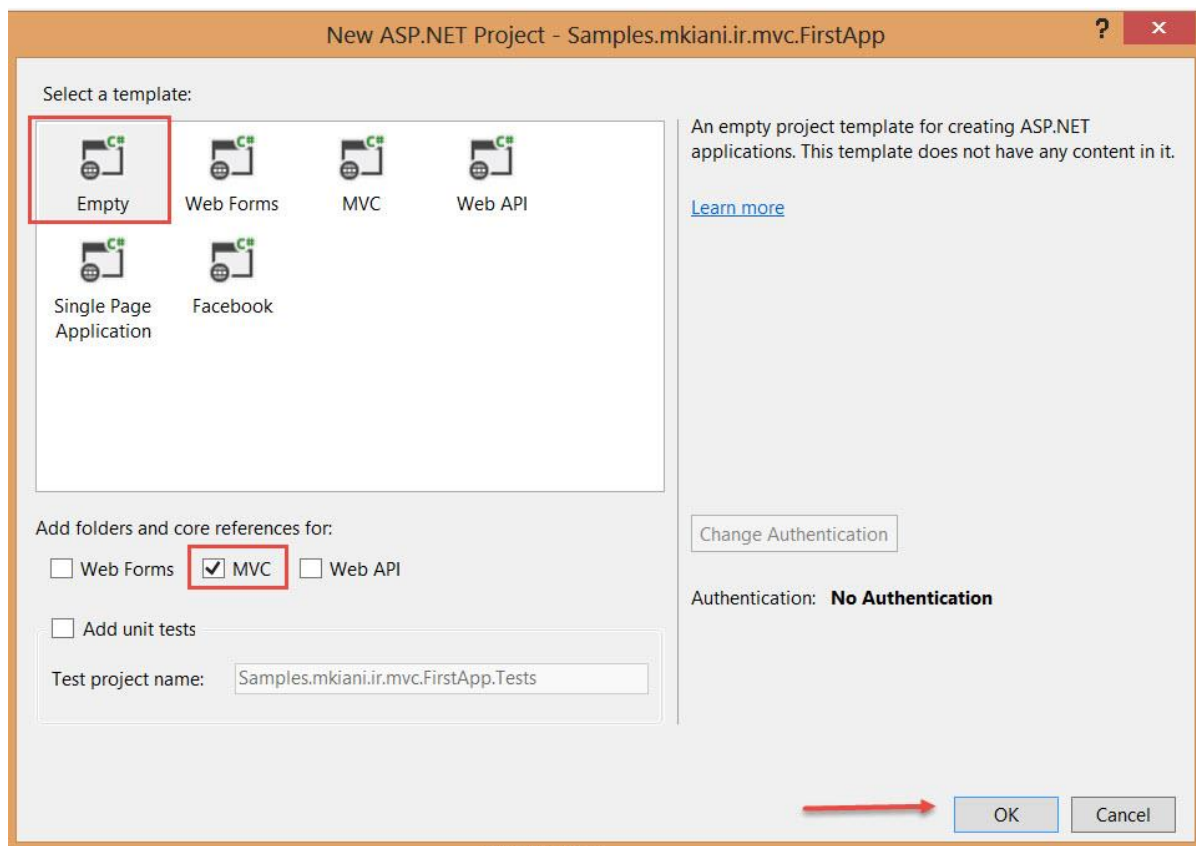 New ASP.NET Project - Samples.mkiani.ir.mvc.FirstApp
?
x
Select a template:
C# C# C# C#
Empty Web Forms MVC Web API
C# C#
Single Page Facebook
Application
An empty project template for creating ASP.NET
applications. This template does not have any content in it.
Learn more
Add folders and core references for:
Web Forms MVC Web API
Add unit tests
Test project name: Samples.mkiani.ir.mvc.FirstApp.Tests
Change Authentication
Authentication: No Authentication
OK Cancel